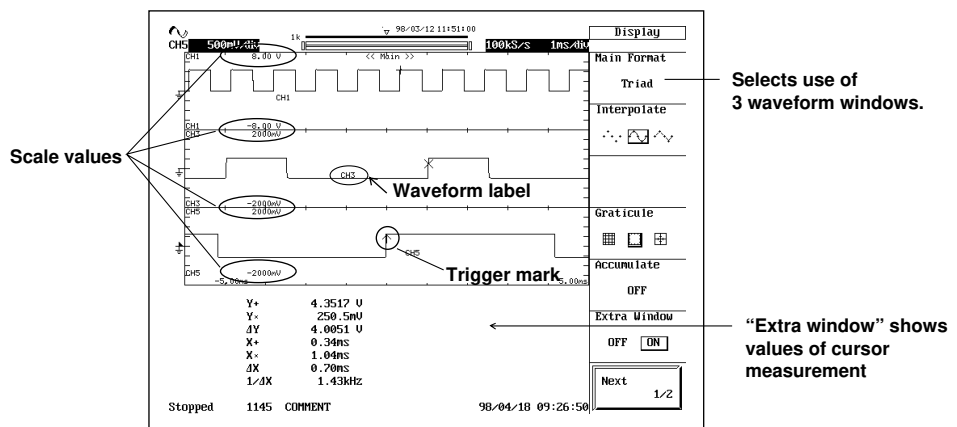 98/03/12 11:51:00
CH5 500mV/div 1k 100kS/s 1ms/div
CH1 8.00 V << Main >>
CH1
CH1 -8.00 V
CH3 2000mV
CH3
CH3 -2000mV
CH5 2000mV
CH5
CH5 -2000mV
-5.00ms 5.00ms
Y+ 4.3517 V
Y× 250.5mV
ΔY 4.0051 V
X+ 0.34ms
X× 1.04ms
ΔX 0.70ms
1/ΔX 1.43kHz
Stopped 1145 COMMENT 98/04/18 09:26:50
Display
Main Format
Triad
Interpolate
Graticule
Accumulate
OFF
Extra Window
OFF ON
Next
1/2
Scale values
Waveform label
Trigger mark
Selects use of
3 waveform windows.
“Extra window” shows
values of cursor
measurement